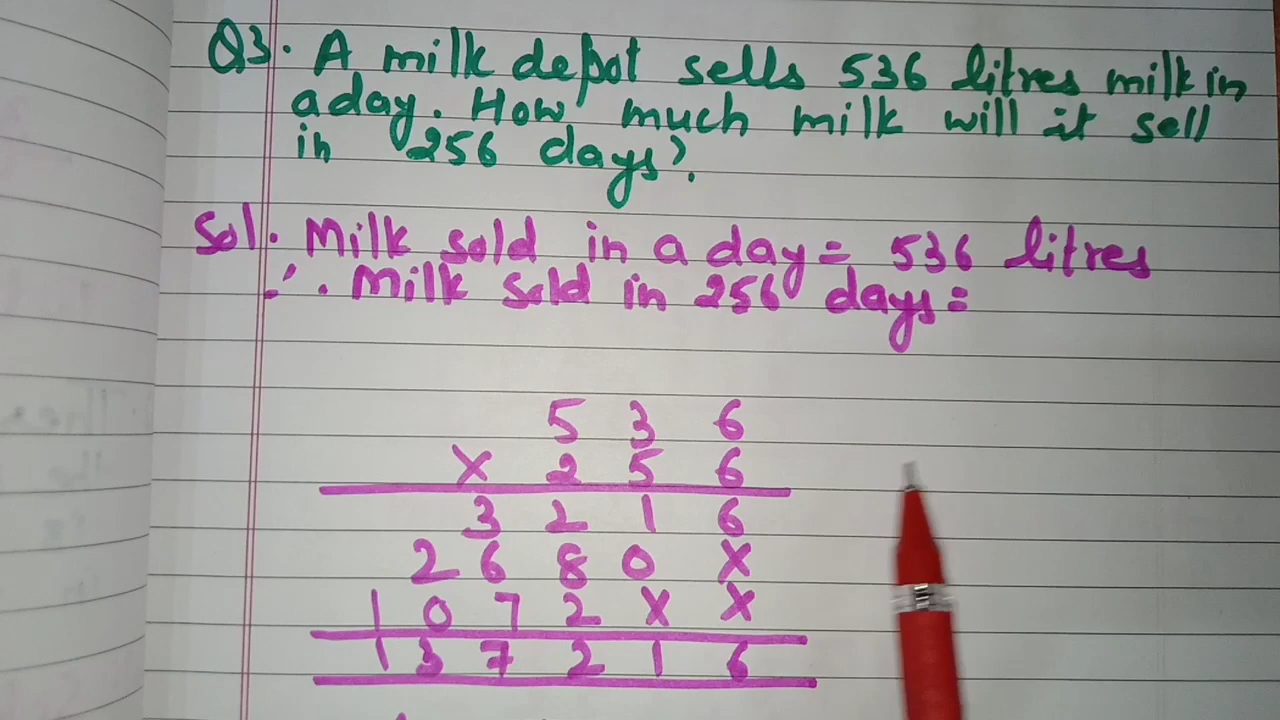 Q3. A milk depot sells 536 litres milk in
a day. How much milk will it sell
in 256 days?
Sol. Milk sold in a day = 536 litres
∴ Milk sold in 256 days =
5 3 6
X 2 5 6
3 2 1 6
2 6 8 0 X
1 0 7 2 X X
1 3 7 2 1 6